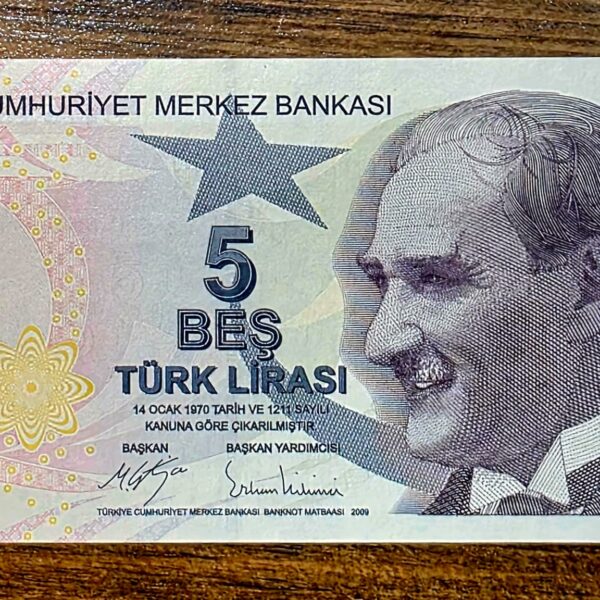 CUMHURİYET MERKEZ BANKASI
5
BEŞ
TÜRK LİRASI
14 OCAK 1970 TARİH VE 1211 SAYILI
KANUNA GÖRE ÇIKARILMIŞTIR.
BAŞKAN BAŞKAN YARDIMCISI
TÜRKİYE CUMHURİYET MERKEZ BANKASI BANKNOT MATBAASI 2009